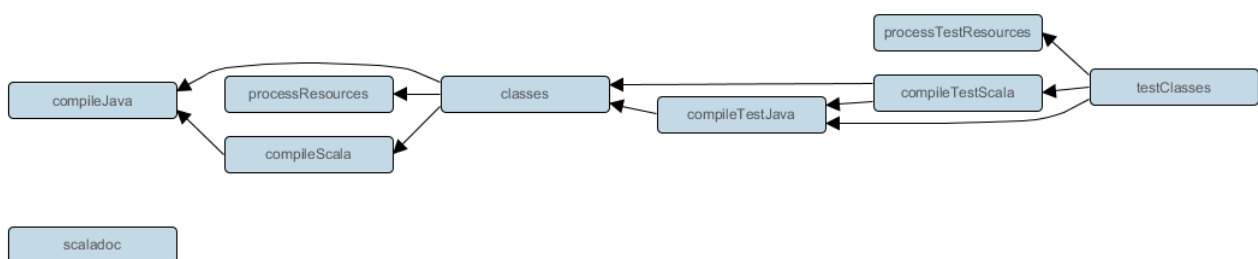 processTestResources
compileJava
processResources
classes
compileTestScala
testClasses
compileTestJava
compileScala
scaladoc